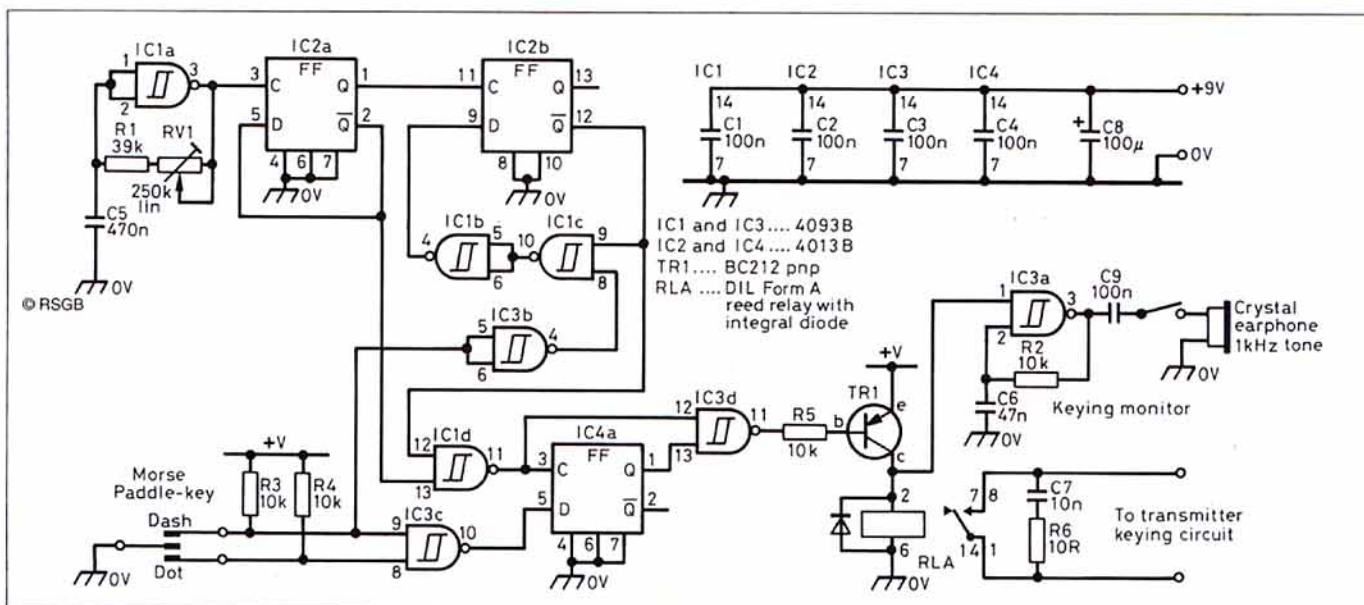 IC1a
1
2
3
R1
39k
RV1
250k
lin
C5
470n
0V
© RSGB
IC2a
FF
3
C
Q
1
5
D
Q̅
2
4
6
7
0V
IC2b
FF
11
C
Q
13
9
D
Q̅
12
8
10
0V
IC1b
4
5
6
IC1c
10
9
8
IC3b
5
6
4
IC1 IC2 IC3 IC4
14 14 14 14
C1 C2 C3 C4
100n 100n 100n 100n
7 7 7 7
+
C8
100µ
+9V
0V
0V
IC1 and IC3.... 4093B
IC2 and IC4.... 4013B
TR1.... BC212 pnp
RLA .... DIL Form A
reed relay with
integral diode
IC3a
1
2
3
C9
100n
R2
10k
C6
47n
0V
Crystal
earphone
1kHz tone
0V
Keying monitor
Morse
Paddle-key
Dash
Dot
0V
+V
R3
10k
R4
10k
IC1d
12
13
11
IC3c
9
8
10
IC4a
FF
3
C
Q
1
5
D
Q̅
2
4
6
7
0V
IC3d
12
13
11
R5
10k
+V
TR1
b
e
c
2
6
0V
RLA
7
8
14
1
C7
10n
R6
10R
To transmitter
keying circuit